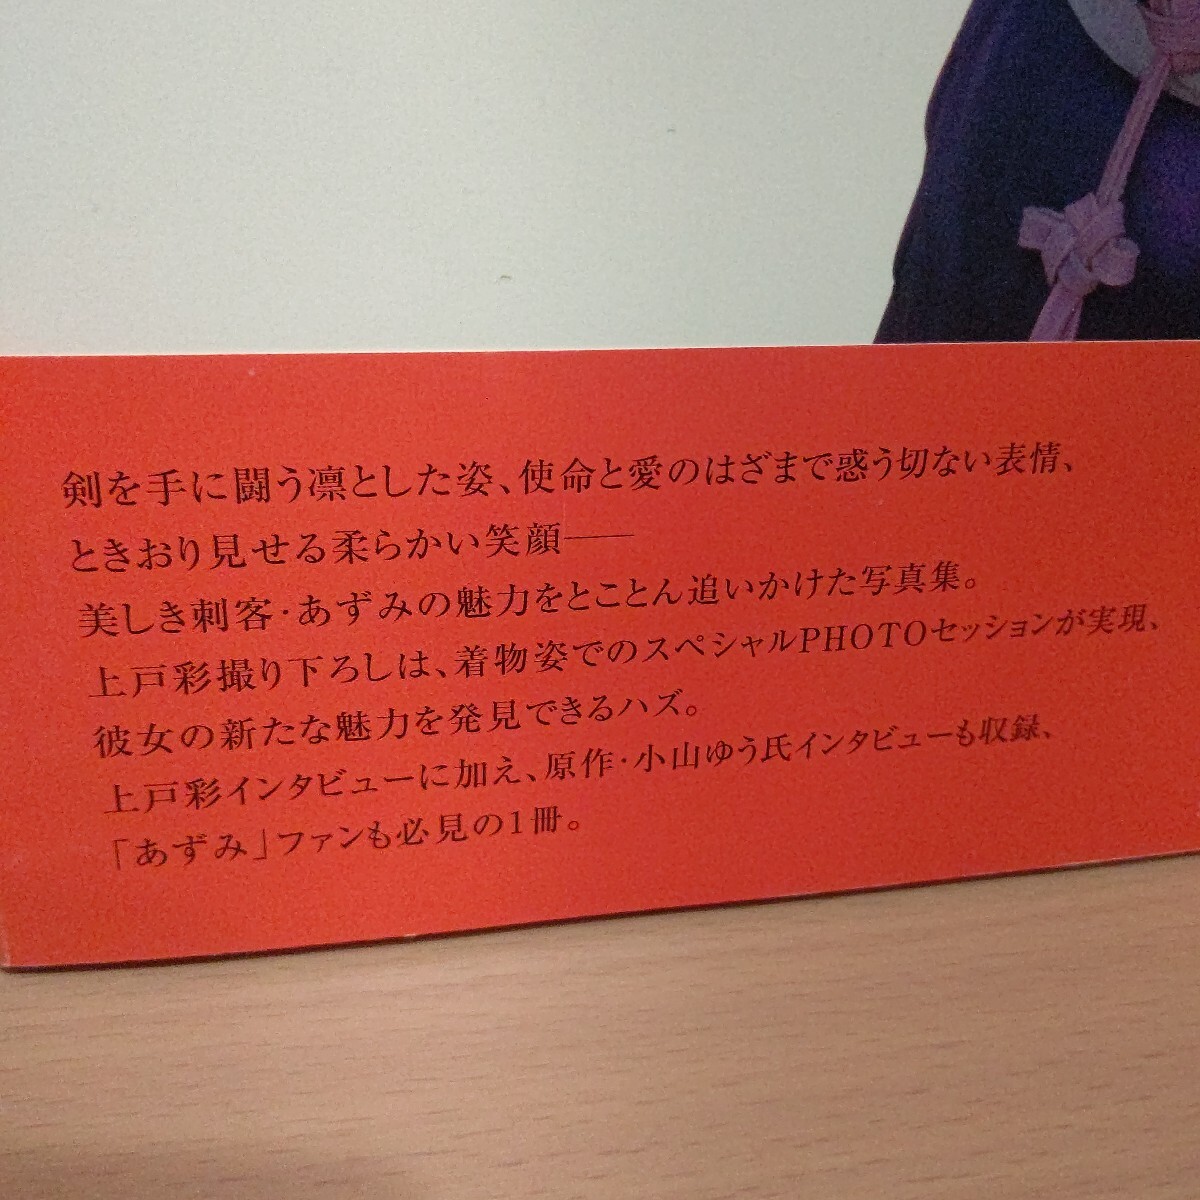 剣を手に闘う凛とした姿、使命と愛のはざまで惑う切ない表情、
ときおり見せる柔らかい笑顔――
美しき刺客・あずみの魅力をとことん追いかけた写真集。
上戸彩撮り下ろしは、着物姿でのスペシャルPHOTOセッションが実現、
彼女の新たな魅力を発見できるハズ。
上戸彩インタビューに加え、原作・小山ゆう氏インタビューも収録、
「あずみ」ファンも必見の1冊。